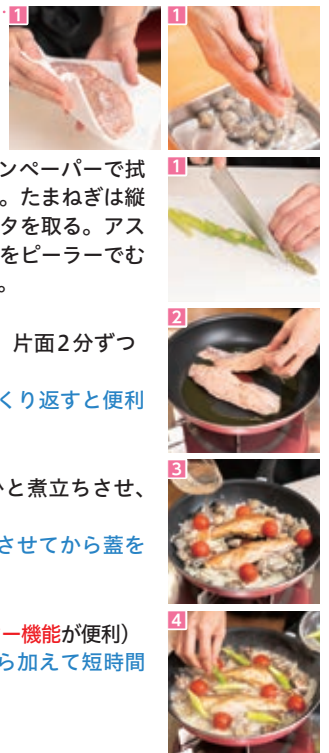 1
1
ンペーパーで拭
。たまねぎは縦
タを取る。アス
をピーラーでむ
。
1
2
片面2分ずつ
くり返すと便利
3
と煮立ちさせ、
させてから蓋を
4
ー機能が便利）
ら加えて短時間